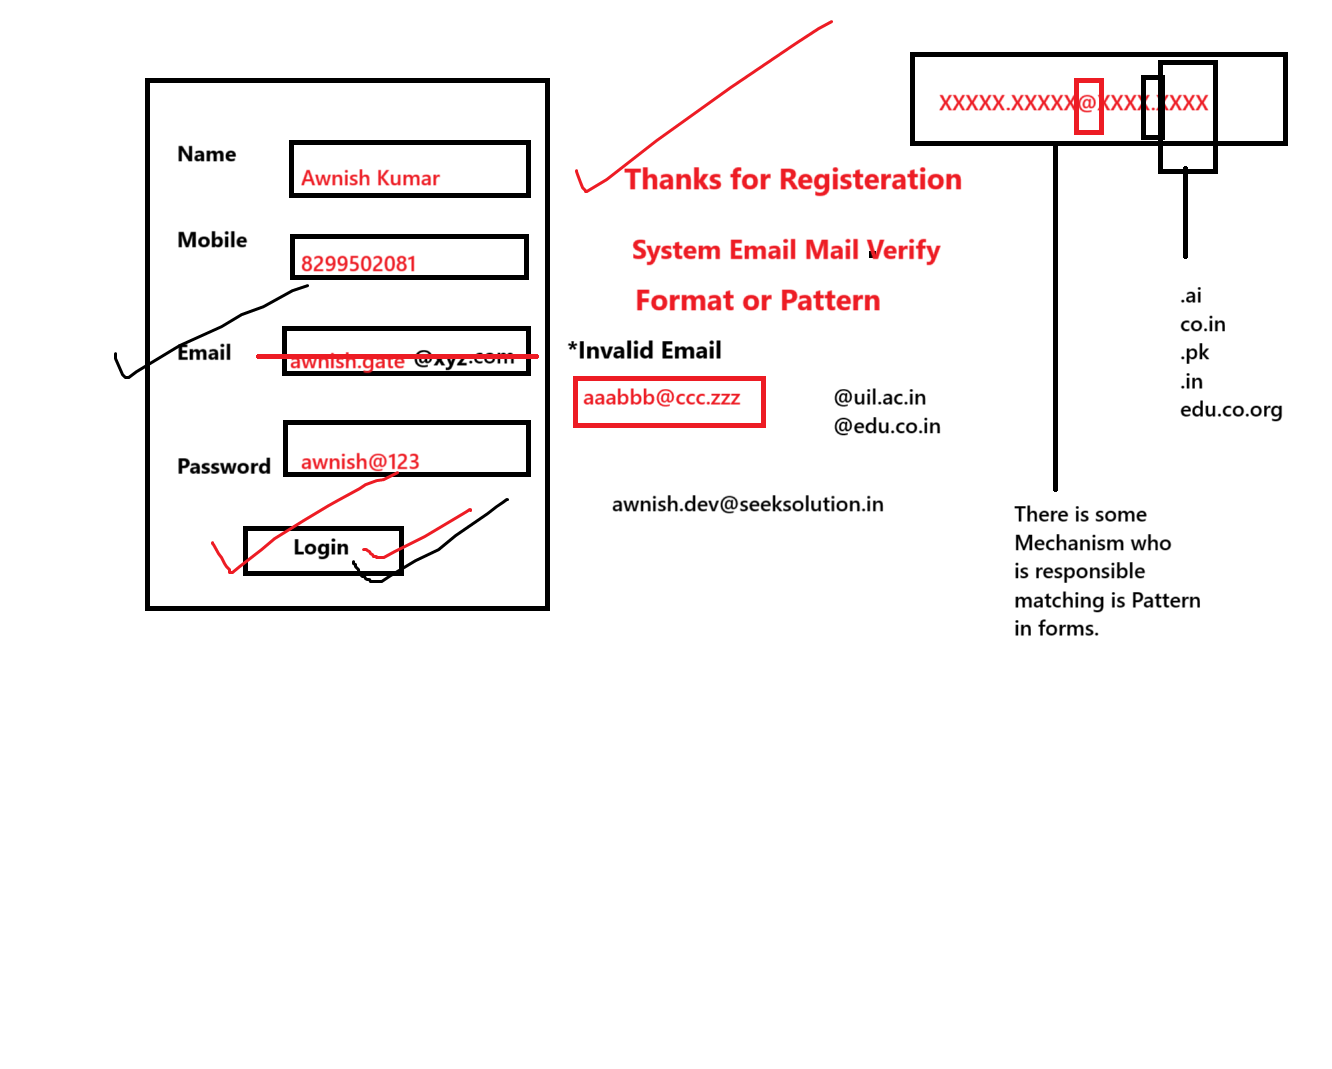 Name
Awnish Kumar
Mobile
8299502081
Email
awnish.gate @xyz.com
Password
awnish@123
Login
Thanks for Registeration
System Email Mail Verify
Format or Pattern
*Invalid Email
aaabbb@ccc.zzz
@uil.ac.in
@edu.co.in
awnish.dev@seeksolution.in
XXXXX.XXXXX@XXXX.XXXX
.ai
co.in
.pk
.in
edu.co.org
There is some
Mechanism who
is responsible
matching is Pattern
in forms.